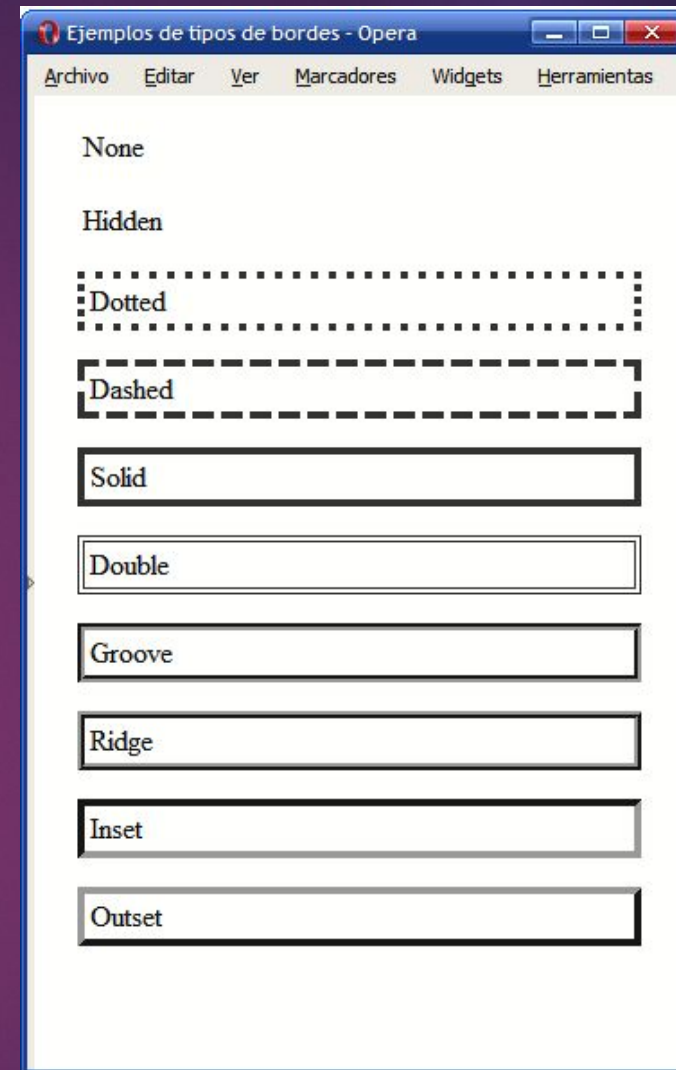 Ejemplos de tipos de bordes - Opera
Archivo Editar Ver Marcadores Widgets Herramientas
None
Hidden
Dotted
Dashed
Solid
Double
Groove
Ridge
Inset
Outset